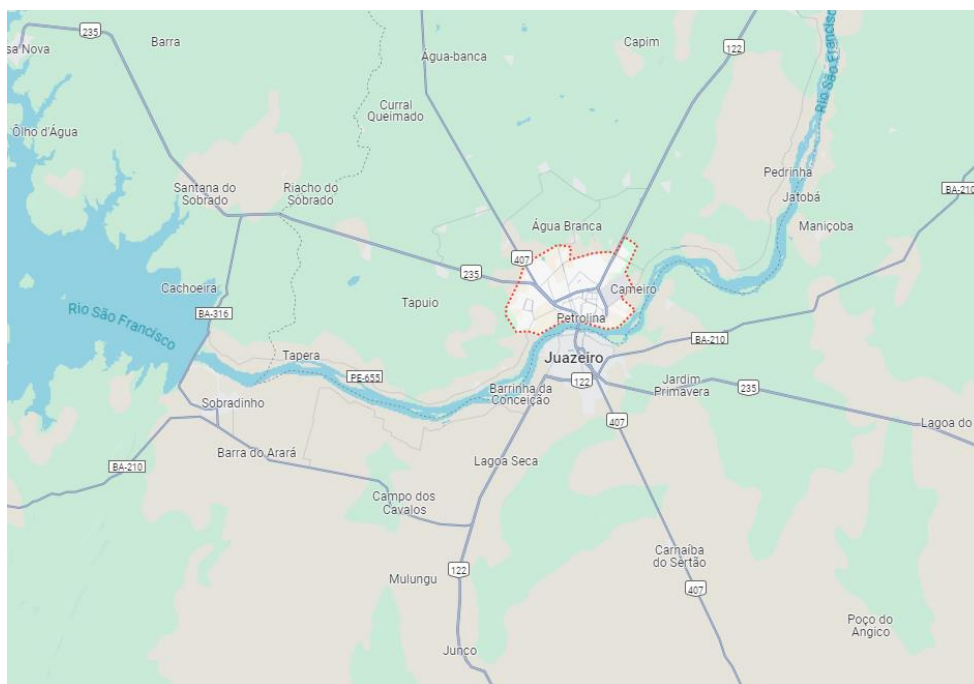 235
Barra
sa Nova
Água-banca
Capim
122
Rio São Francisco
Curral
Queimado
Ôlho d'Água
Santana do
Sobrado
Riacho do
Sobrado
Pedrinha
Jatobá
BA-210
Maniçoba
Água Branca
407
235
Cachoeira
Tapuio
Carneiro
BA-316
Rio São Francisco
Petrolina
BA-210
Tapera
Juazeiro
PE-655
122
Jardim
Primavera
235
Barrinha da
Conceição
Sobradinho
407
Lagoa do
Barra do Arará
Lagoa Seca
BA-210
Campo dos
Cavalos
Carnaíba
do Sertão
122
Mulungu
407
Poço do
Angico
Junco